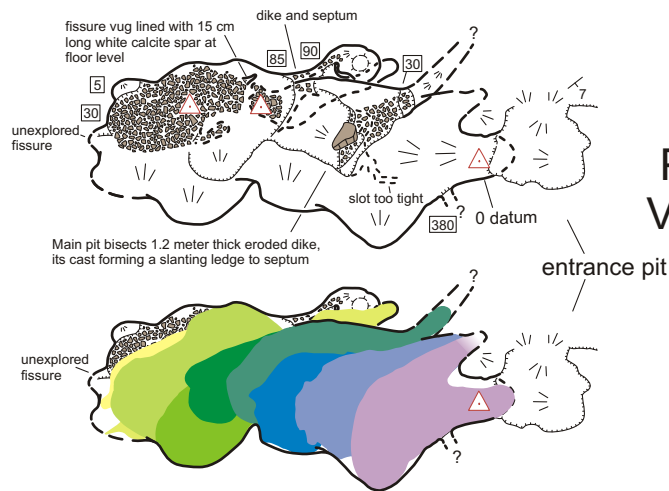 fissure vug lined with 15 cm
long white calcite spar at
floor level
dike and septum
?
85
90
30
5
30
7
unexplored
fissure
slot too tight
380
?
0 datum
Main pit bisects 1.2 meter thick eroded dike,
its cast forming a slanting ledge to septum
entrance pit
?
unexplored
fissure
?